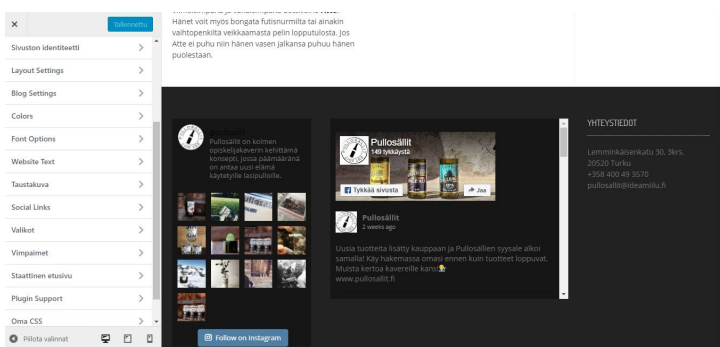 Tallennettu
Sivuston identiteetti
Layout Settings
Blog Settings
Colors
Font Options
Website Text
Taustakuva
Social Links
Valikot
Vimpaimet
Staattinen etusivu
Plugin Support
Oma CSS
Piilota valinnat
Hänet voit myös bongata futisnurmilta tai ainakin
vaihtopenkiltä veikkaamasta pelin lopputulosta. Jos
Atte ei puhu niin hänen vasen jalkansa puhuu hänen
puolestaan.
Pullosällit on kolmen
opiskelijakaverin kehittämä
konsepti, jossa päämääränä
on antaa uusi elämä
käytetyille lasipulloille.
Follow on Instagram
Pullosällit
149 tykkäystä
Tykkää sivusta
Jaa
Pullosällit
2 weeks ago
Uusia tuotteita lisätty kauppaan ja Pullosällien syysale alkoi
samalla! Käy hakemassa omasi ennen kuin tuotteet loppuvat.
Muista kertoa kavereille kans!
www.pullosallit.fi
YHTEYSTIEDOT
Lemminkäisenkatu 30, 3krs.
20520 Turku
+358 400 49 3570
pullosallit@ideamiilu.fi